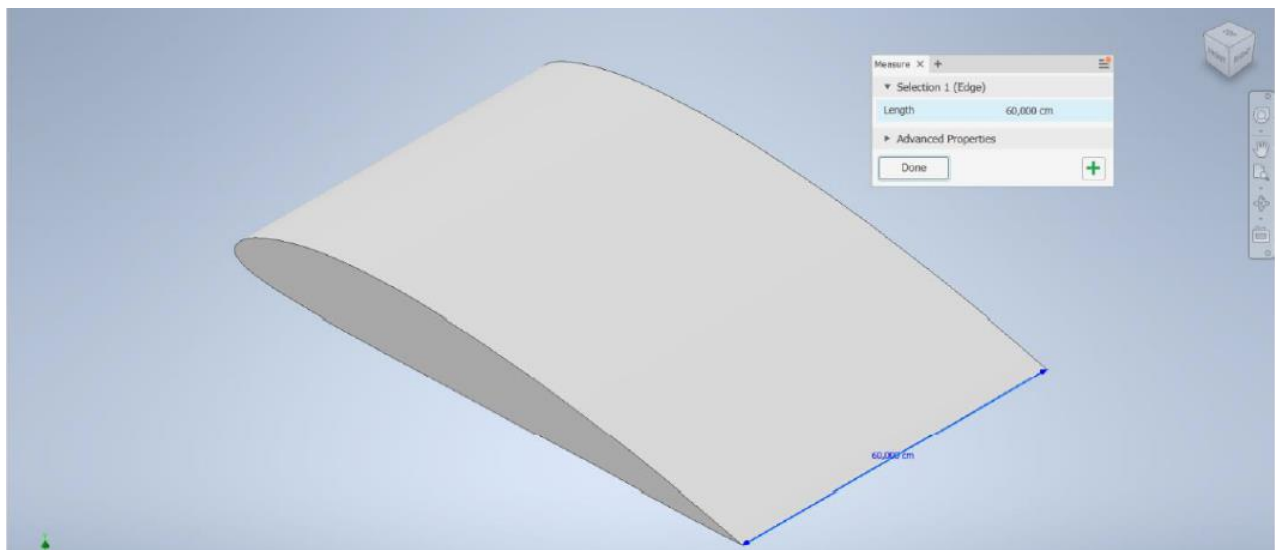 Measure × +
Selection 1 (Edge)
Length 60,000 cm
Advanced Properties
Done
60,000 cm